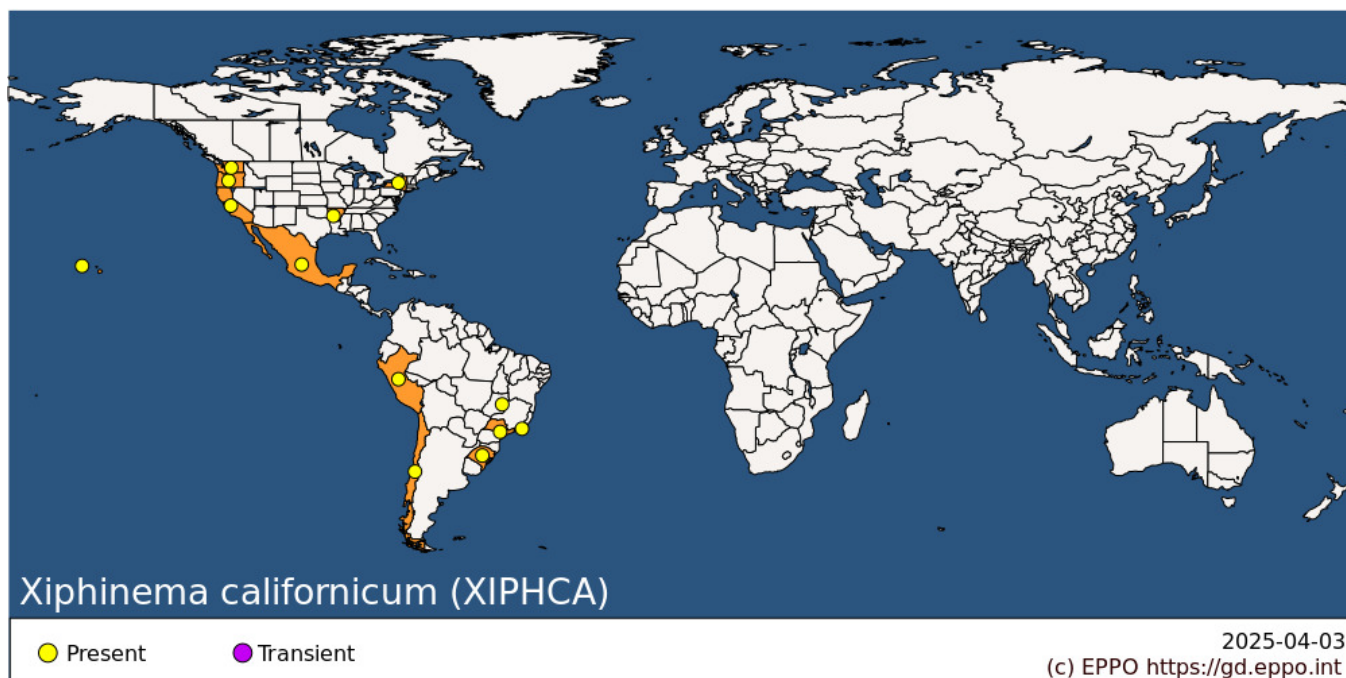 Xiphinema californicum (XIPHCA)
Present
Transient
2025-04-03
(c) EPPO https://gd.eppo.int